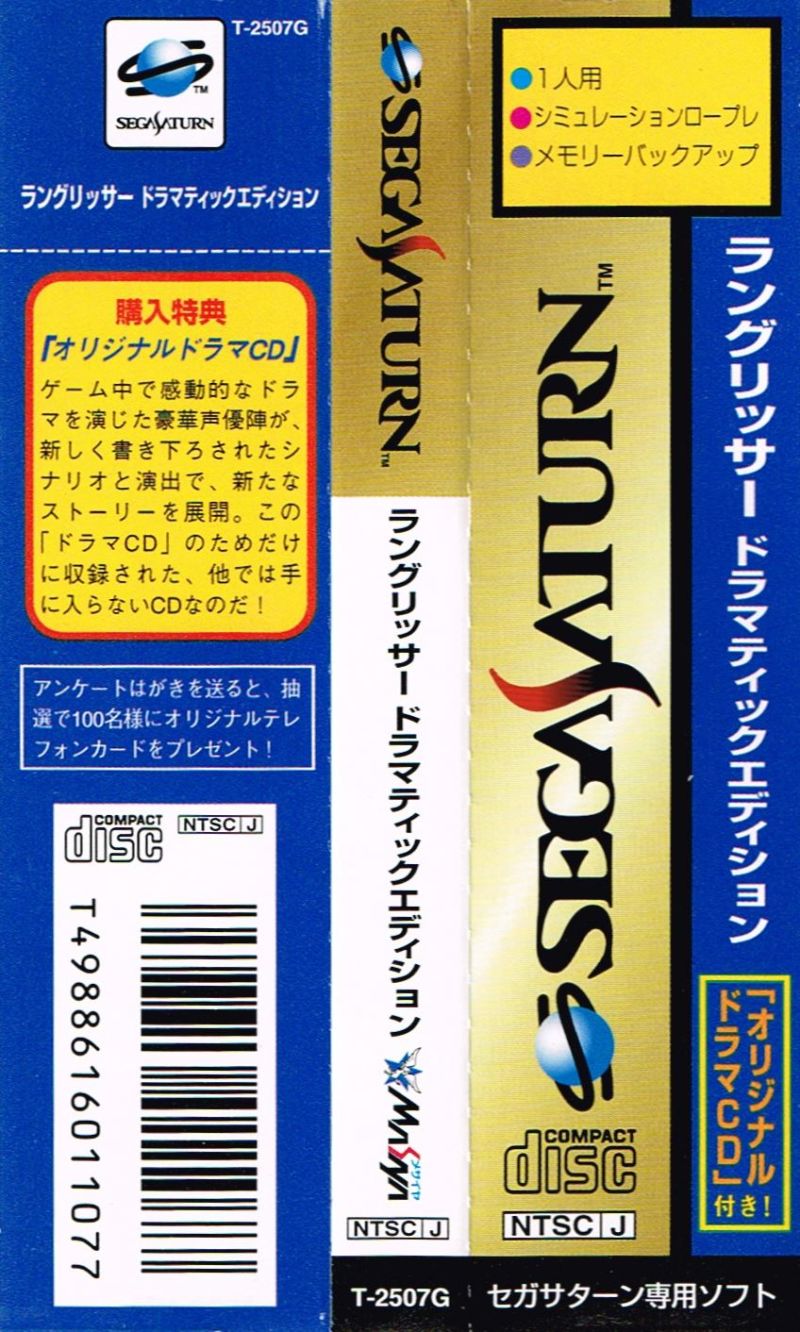 T-2507G
SEGA SATURN
TM
ラングリッサー ドラマティックエディション
購入特典
『オリジナルドラマCD』
ゲーム中で感動的なドラ
マを演じた豪華声優陣が、
新しく書き下ろされたシ
ナリオと演出で、新たな
ストーリーを展開。この
「ドラマCD」のためだけ
に収録された、他では手
に入らないCDなのだ！
アンケートはがきを送ると、抽
選で100名様にオリジナルテレ
フォンカードをプレゼント！
COMPACT
disc
NTSC J
T4988616011077
SEGA SATURN
TM
ラングリッサー ドラマティックエディション
MASAYA
メサイヤ
NTSC J
T-2507G
●1人用
●シミュレーションロープレ
●メモリーバックアップ
SEGA SATURN
TM
COMPACT
disc
NTSC J
セガサターン専用ソフト
ラングリッサー ドラマティックエディション
「オリジナル
ドラマCD」
付き！